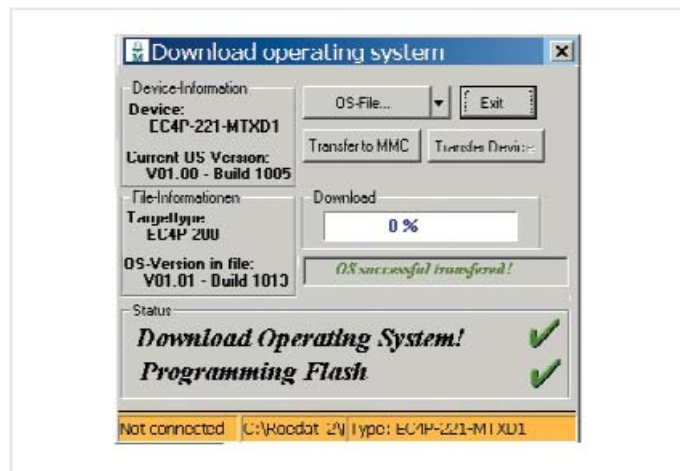 Download operating system
Device-Information
Device:
EC4P-221-MTXD1
Current OS Version:
V01.00 - Build 1005
OS-File...
Exit
Transfer to MMC
Transfer Device
File-Informationen
Targettype
EC4P 200
OS-Version in file:
V01.01 - Build 1013
Download
0 %
OS successful transfered!
Status
Download Operating System!
Programming Flash
Not connected
Type: EC4P-221-MTXD1